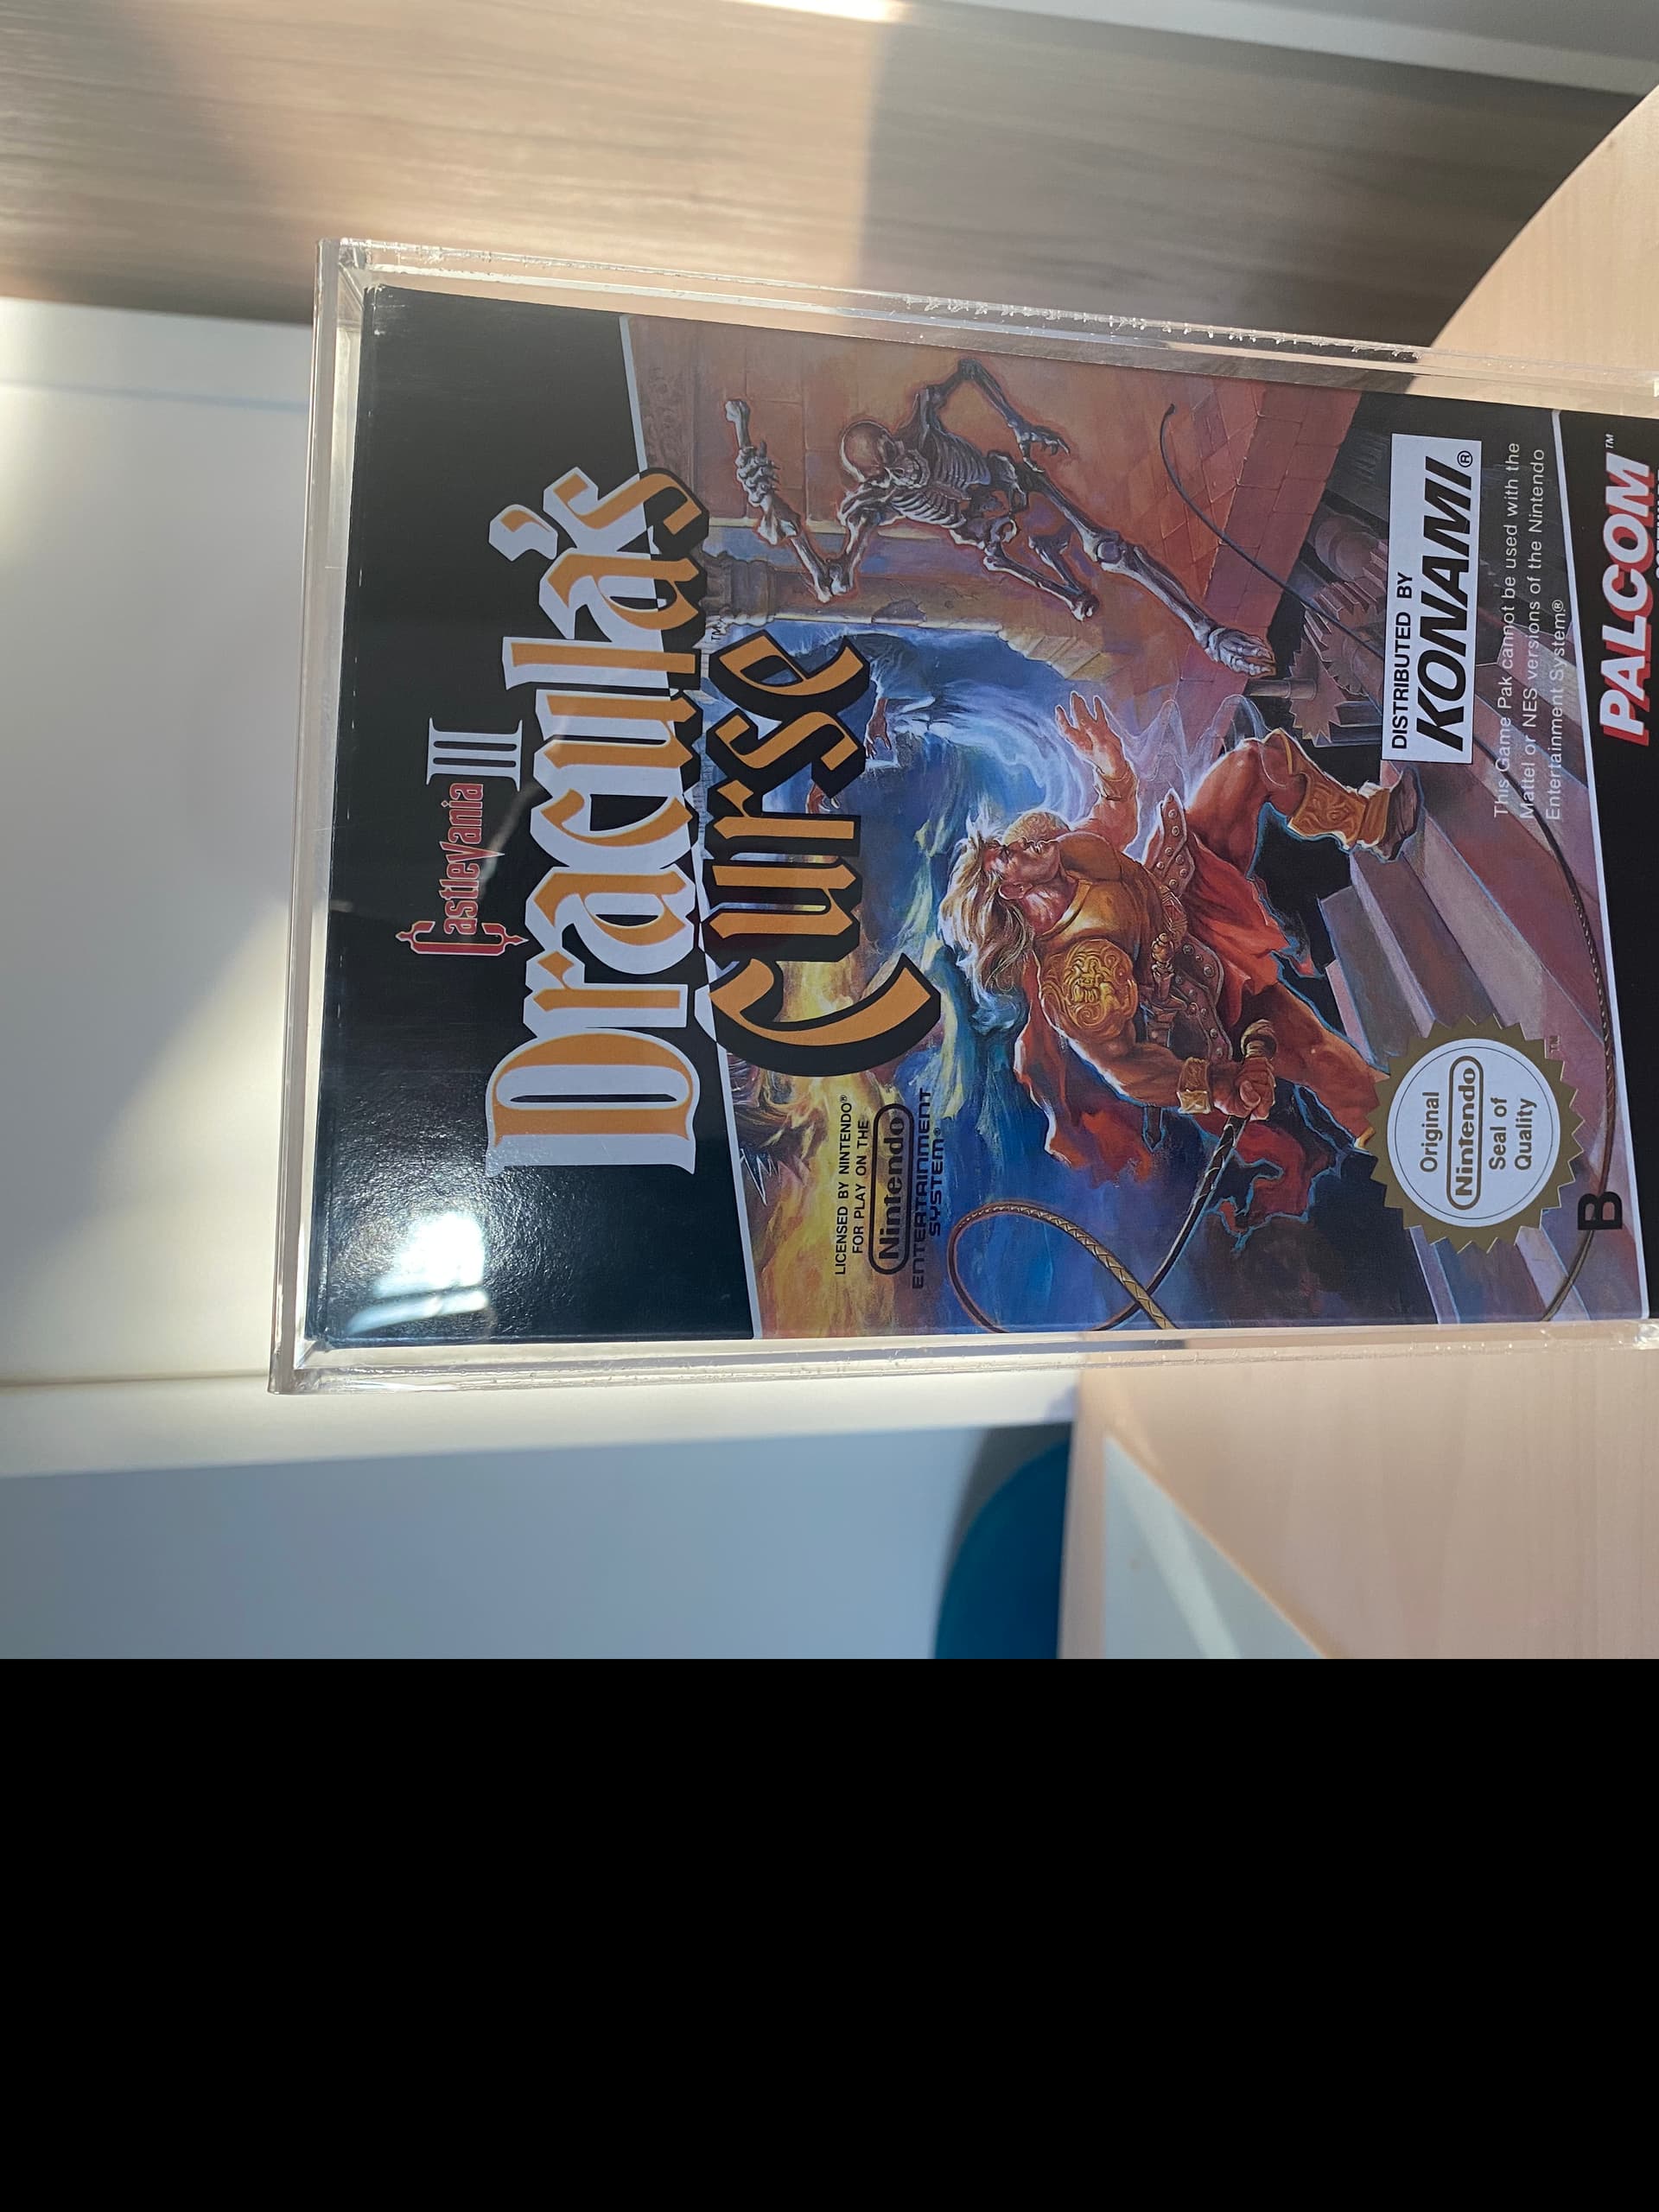 Castlevania III
Dracula's
Curse™
LICENSED BY NINTENDO®
FOR PLAY ON THE
Nintendo
ENTERTAINMENT
SYSTEM®
DISTRIBUTED BY
KONAMI®
This Game Pak cannot be used with the
Mattel or NES versions of the Nintendo
Entertainment System®
Original
Nintendo
Seal of
Quality
TM
B
PALCOM™